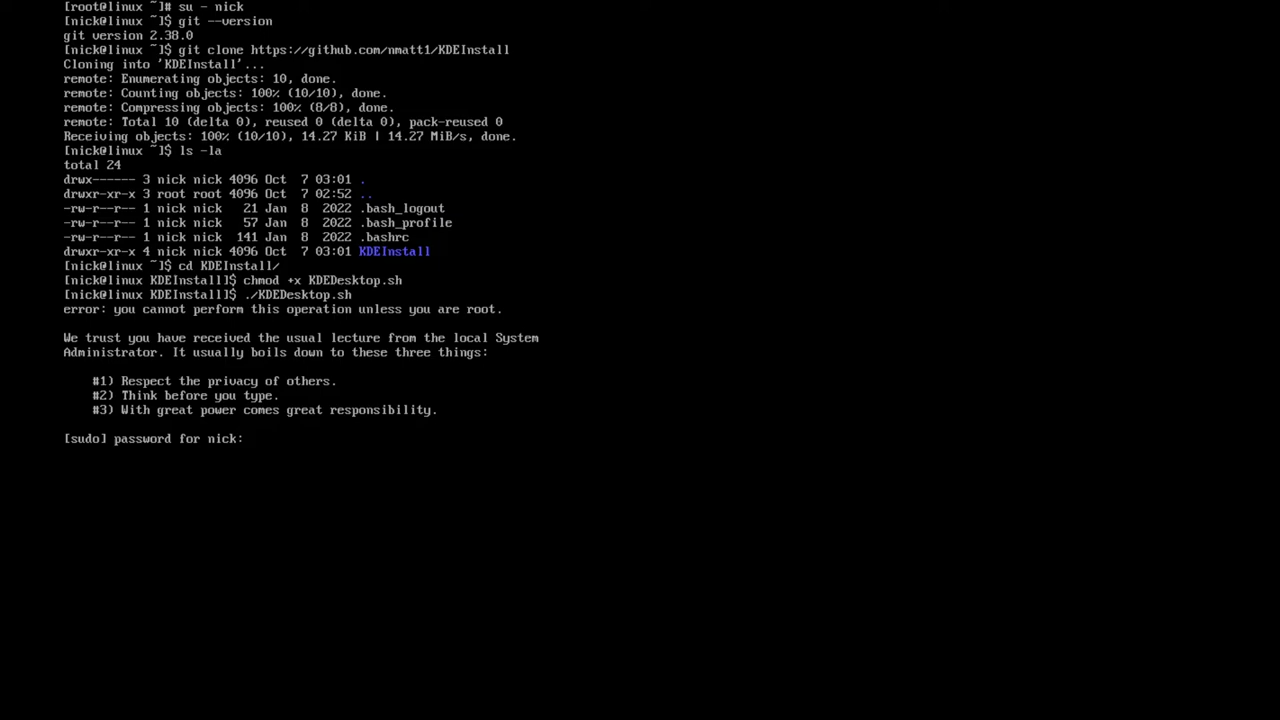 [root@linux ~]# su - nick
[nick@linux ~]$ git --version
git version 2.38.0
[nick@linux ~]$ git clone https://github.com/nmatt1/KDEInstall
Cloning into 'KDEInstall'...
remote: Enumerating objects: 10, done.
remote: Counting objects: 100% (10/10), done.
remote: Compressing objects: 100% (8/8), done.
remote: Total 10 (delta 0), reused 0 (delta 0), pack-reused 0
Receiving objects: 100% (10/10), 14.27 KiB | 14.27 MiB/s, done.
[nick@linux ~]$ ls -la
total 24
drwx------ 3 nick nick 4096 Oct  7 03:01 .
drwxr-xr-x 3 root root 4096 Oct  7 02:52 ..
-rw-r--r-- 1 nick nick   21 Jan  8  2022 .bash_logout
-rw-r--r-- 1 nick nick   57 Jan  8  2022 .bash_profile
-rw-r--r-- 1 nick nick  141 Jan  8  2022 .bashrc
drwxr-xr-x 4 nick nick 4096 Oct  7 03:01 KDEInstall
[nick@linux ~]$ cd KDEInstall/
[nick@linux KDEInstall]$ chmod +x KDEDesktop.sh
[nick@linux KDEInstall]$ ./KDEDesktop.sh
error: you cannot perform this operation unless you are root.
We trust you have received the usual lecture from the local System
Administrator. It usually boils down to these three things:
#1) Respect the privacy of others.
#2) Think before you type.
#3) With great power comes great responsibility.
[sudo] password for nick: